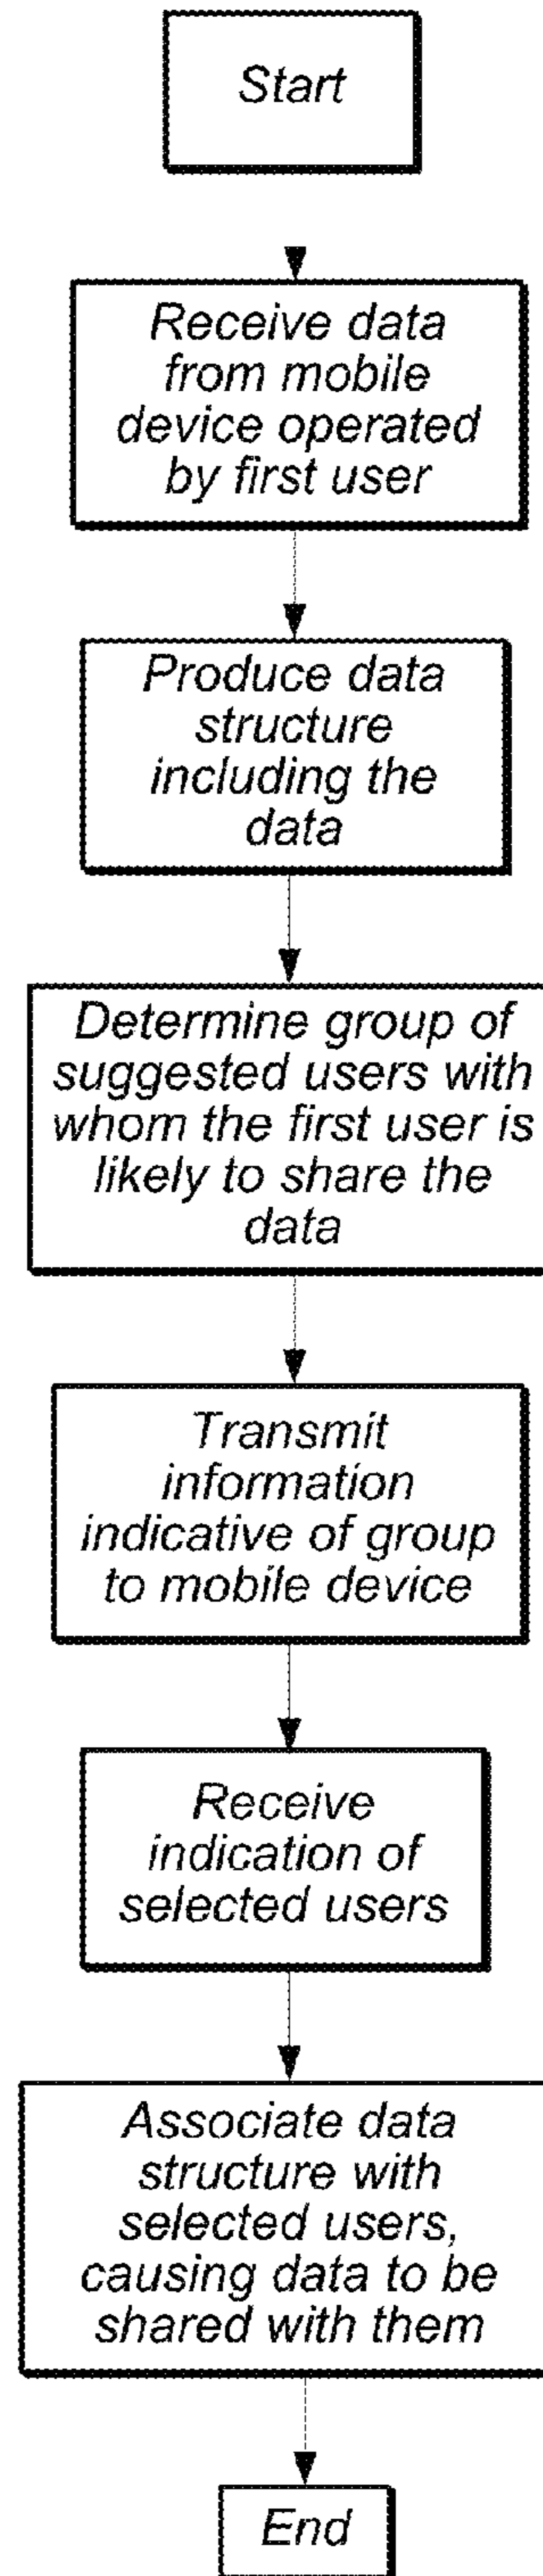 Start
Receive data
from mobile
device operated
by first user
Produce data
structure
including the
data
Determine group of
suggested users with
whom the first user is
likely to share the
data
Transmit
information
indicative of group
to mobile device
Receive
indication of
selected users
Associate data
structure with
selected users,
causing data to be
shared with them
End